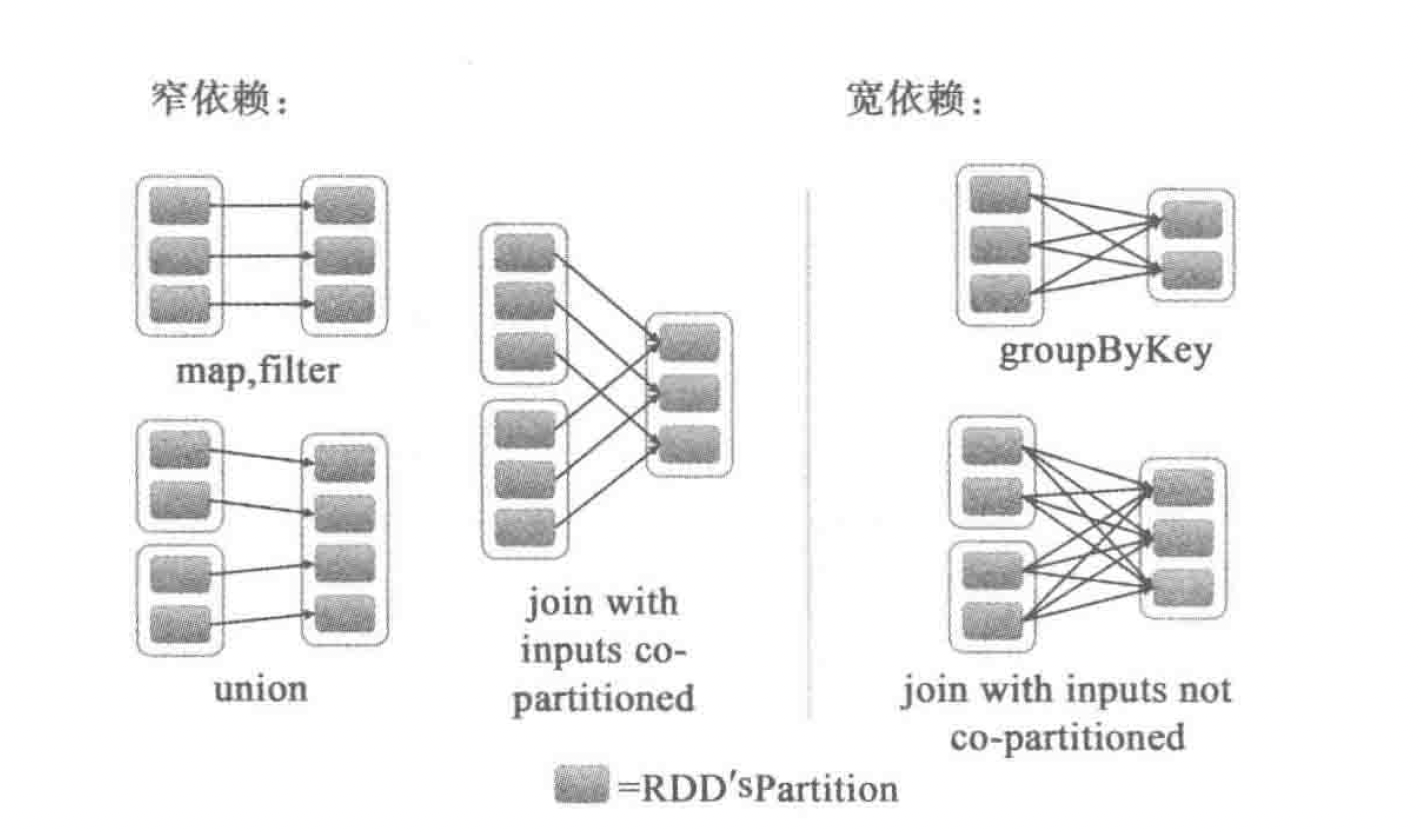 窄依赖：
宽依赖：
map,filter
union
join with
inputs co-
partitioned
groupByKey
join with inputs not
co-partitioned
=RDD'sPartition